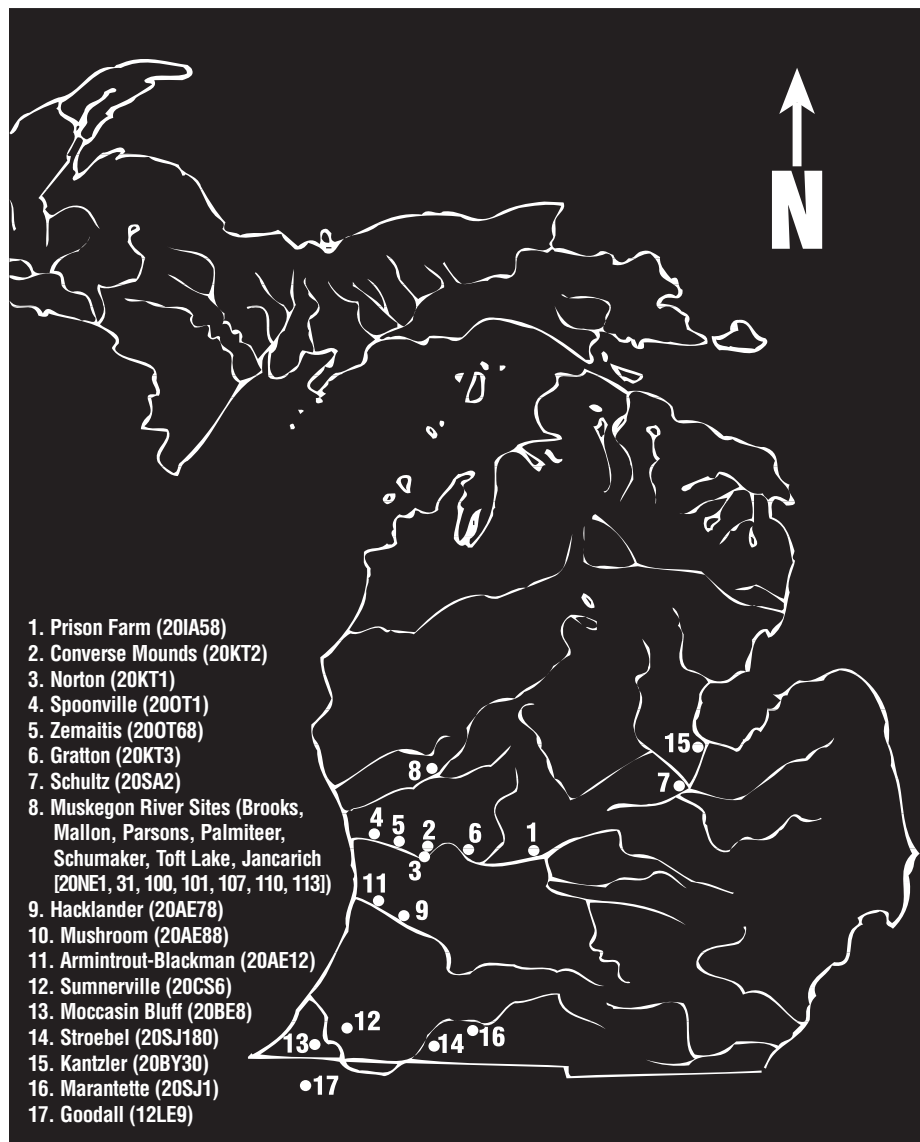 N
1. Prison Farm (20IA58)
2. Converse Mounds (20KT2)
3. Norton (20KT1)
4. Spoonville (20OT1)
5. Zemaitis (20OT68)
6. Gratton (20KT3)
7. Schultz (20SA2)
8. Muskegon River Sites (Brooks,
Mallon, Parsons, Palmiteer,
Schumaker, Toft Lake, Jancarich
[20NE1, 31, 100, 101, 107, 110, 113])
9. Hacklander (20AE78)
10. Mushroom (20AE88)
11. Armintrout-Blackman (20AE12)
12. Sumnerville (20CS6)
13. Moccasin Bluff (20BE8)
14. Stroebel (20SJ180)
15. Kantzler (20BY30)
16. Marantette (20SJ1)
17. Goodall (12LE9)
15
8
7
4
5
2
6
1
3
11
9
12
13
14
16
17